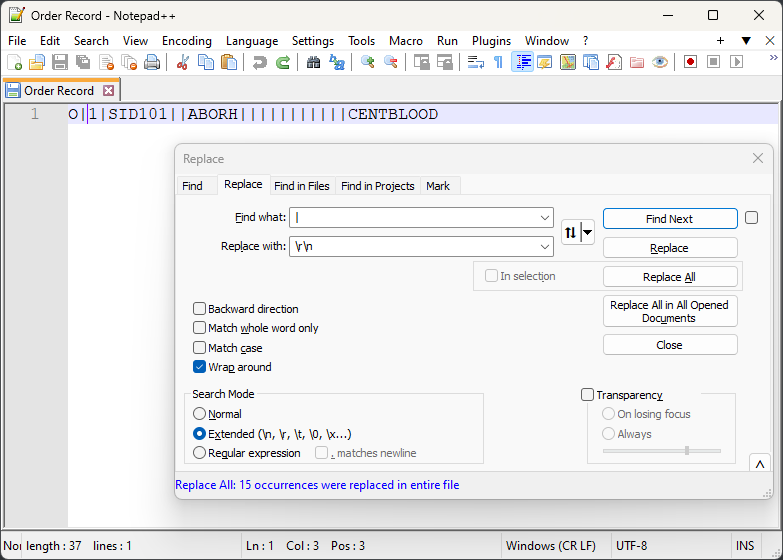 Order Record - Notepad++
File Edit Search View Encoding Language Settings Tools Macro Run Plugins Window ? + ▼ X
Order Record
1 O|1|SID101||ABORH|||||||||||CENTBLOOD
Replace
Find Replace Find in Files Find in Projects Mark
Find what: | Find Next
Replace with: \r\n Replace
In selection Replace All
Replace All in All Opened
Documents
Close
Backward direction
Match whole word only
Match case
Wrap around
Search Mode
Normal
Extended (\n, \r, \t, \0, \x...)
Regular expression . matches newline
Transparency
On losing focus
Always
Replace All: 15 occurrences were replaced in entire file
length : 37 lines : 1 Ln : 1 Col : 3 Pos : 3 Windows (CR LF) UTF-8 INS